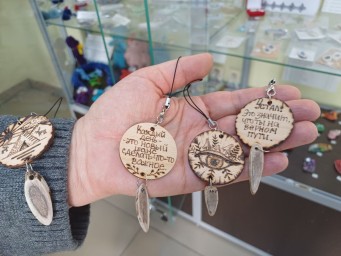 Каждый
день -
это новый
шанс
сделать что-то
важное
Устал?
Это значит,
что ты на
верном
пути.